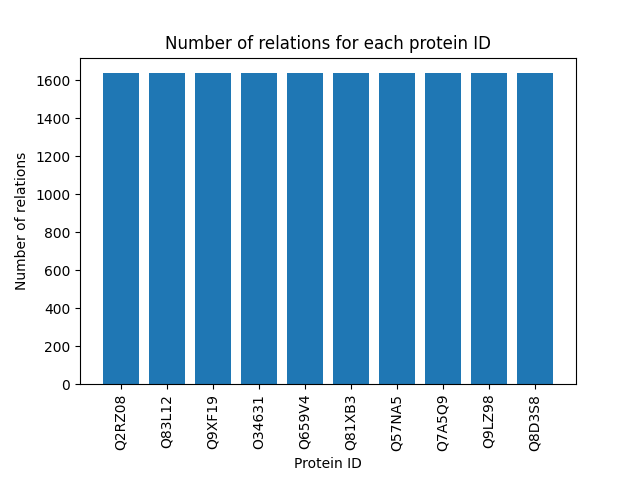 Number of relations for each protein ID
Number of relations
1600
1400
1200
1000
800
600
400
200
0
Q2RZ08
Q83L12
Q9XF19
O34631
Q659V4
Q81XB3
Q57NA5
Q7A5Q9
Q9LZ98
Q8D3S8
Protein ID